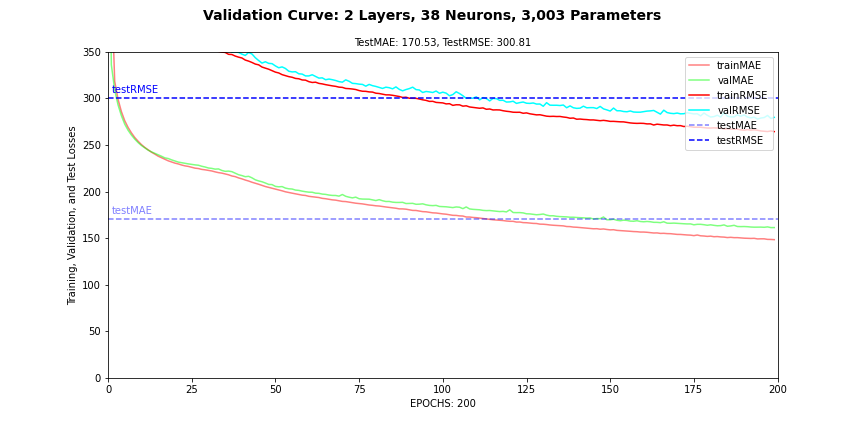 Validation Curve: 2 Layers, 38 Neurons, 3,003 Parameters
TestMAE: 170.53, TestRMSE: 300.81
Training, Validation, and Test Losses
350
300
250
200
150
100
50
0
testRMSE
testMAE
trainMAE
valMAE
trainRMSE
valRMSE
testMAE
testRMSE
0 25 50 75 100 125 150 175 200
EPOCHS: 200